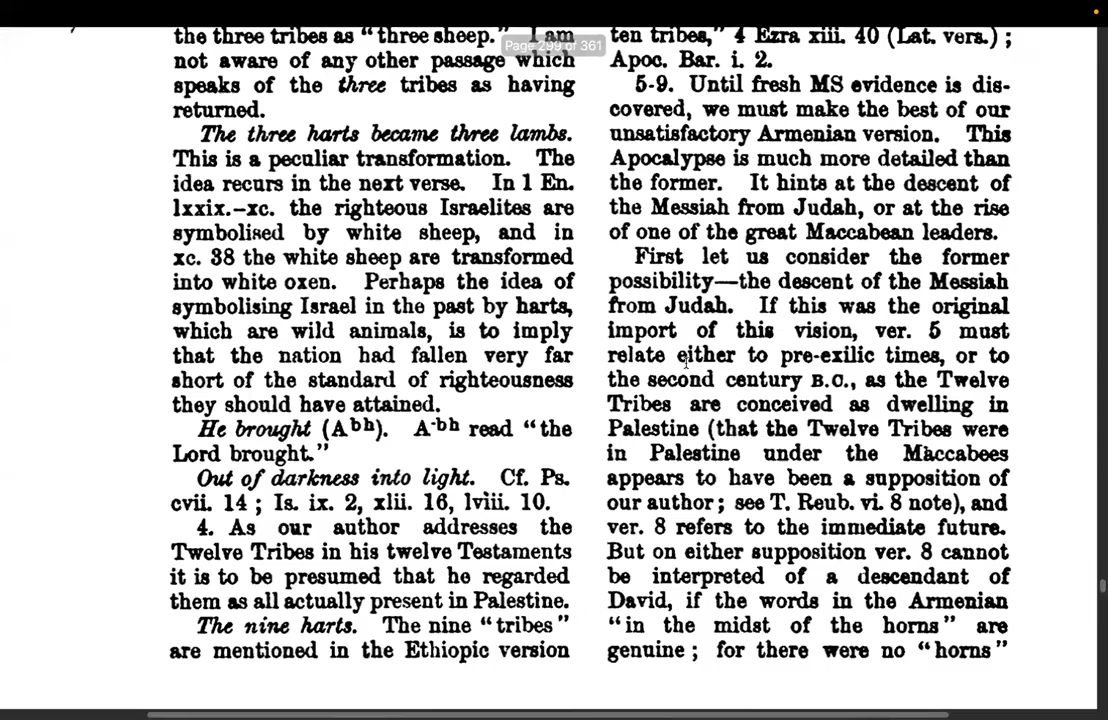 the three tribes as “three sheep.” I am
not aware of any other passage which
speaks of the three tribes as having
returned.
The three harts became three lambs.
This is a peculiar transformation. The
idea recurs in the next verse. In 1 En.
lxxix.–xc. the righteous Israelites are
symbolised by white sheep, and in
xc. 38 the white sheep are transformed
into white oxen. Perhaps the idea of
symbolising Israel in the past by harts,
which are wild animals, is to imply
that the nation had fallen very far
short of the standard of righteousness
they should have attained.
He brought (Abh). A-bh read “the
Lord brought.”
Out of darkness into light. Cf. Ps.
cvii. 14 ; Is. ix. 2, xlii. 16, lviii. 10.
4. As our author addresses the
Twelve Tribes in his twelve Testaments
it is to be presumed that he regarded
them as all actually present in Palestine.
The nine harts. The nine “tribes”
are mentioned in the Ethiopic version
Page 299 of 361
ten tribes,” 4 Ezra xiii. 40 (Lat. vers.) ;
Apoc. Bar. i. 2.
5-9. Until fresh MS evidence is dis-
covered, we must make the best of our
unsatisfactory Armenian version. This
Apocalypse is much more detailed than
the former. It hints at the descent of
the Messiah from Judah, or at the rise
of one of the great Maccabean leaders.
First let us consider the former
possibility—the descent of the Messiah
from Judah. If this was the original
import of this vision, ver. 5 must
relate either to pre-exilic times, or to
the second century B.C., as the Twelve
Tribes are conceived as dwelling in
Palestine (that the Twelve Tribes were
in Palestine under the Maccabees
appears to have been a supposition of
our author ; see T. Reub. vi. 8 note), and
ver. 8 refers to the immediate future.
But on either supposition ver. 8 cannot
be interpreted of a descendant of
David, if the words in the Armenian
“in the midst of the horns” are
genuine ; for there were no “horns”